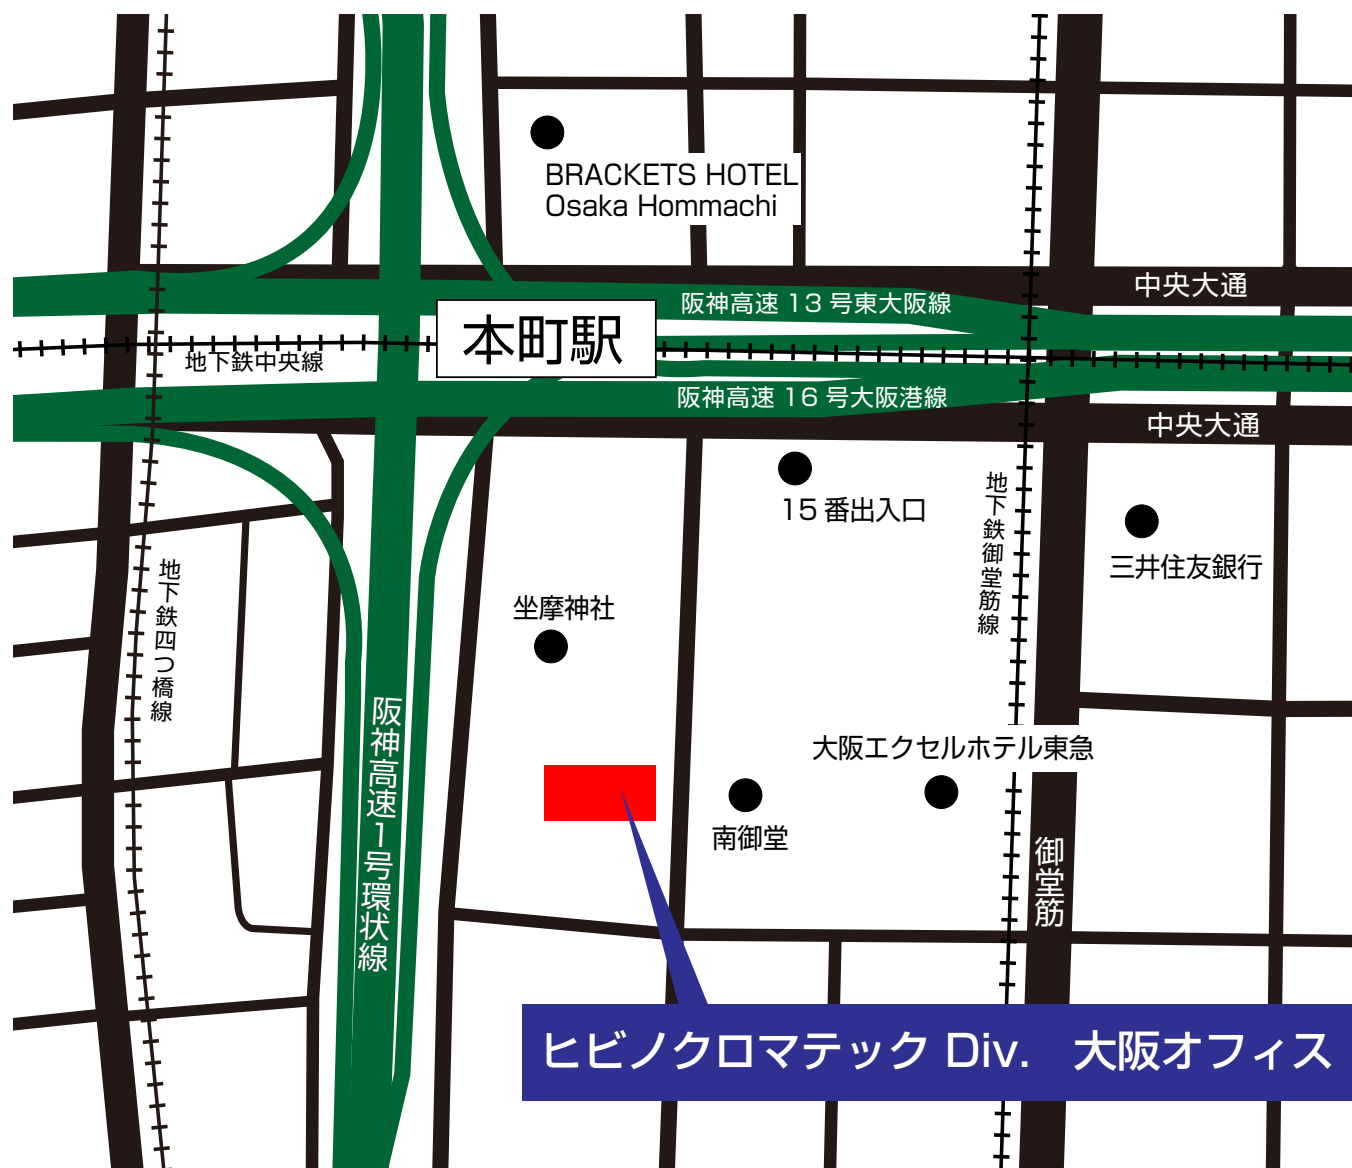 BRACKETS HOTEL
Osaka Hommachi
中央大通
阪神高速 13 号東大阪線
本町駅
地下鉄中央線
阪神高速 16 号大阪港線
中央大通
15 番出入口
地下鉄御堂筋線
三井住友銀行
地下鉄四つ橋線
坐摩神社
阪神高速1号環状線
大阪エクセルホテル東急
南御堂
御堂筋
ヒビノクロマテック Div.　大阪オフィス